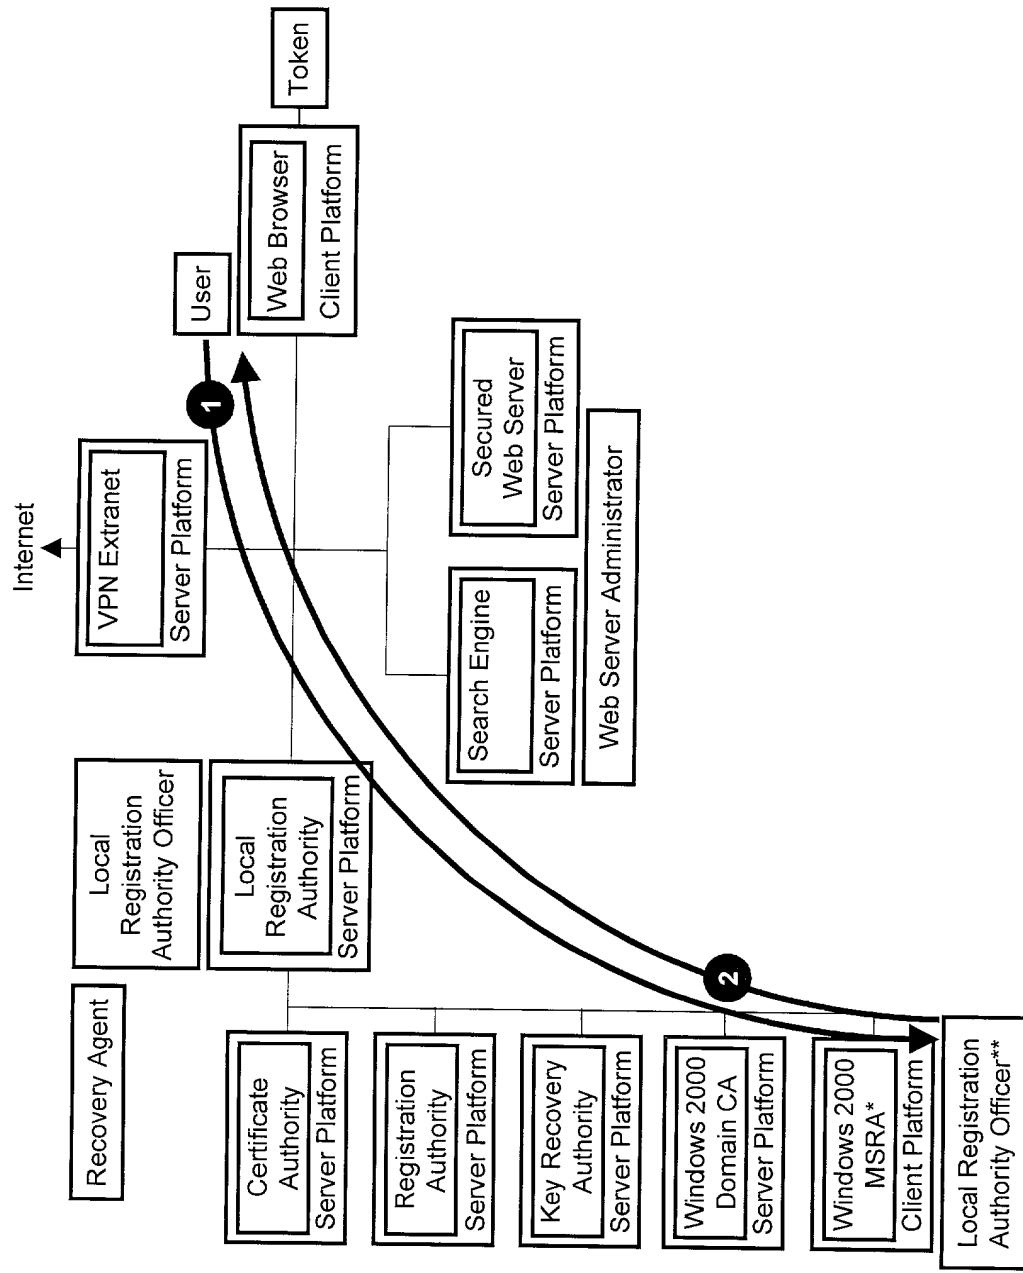 Recovery Agent
Local
Registration
Authority Officer
Internet
VPN Extranet
Server Platform
User
Token
Certificate
Authority
Server Platform
Local
Registration
Authority
Server Platform
1
Web Browser
Client Platform
Registration
Authority
Server Platform
Key Recovery
Authority
Server Platform
Search Engine
Server Platform
Secured
Web Server
Server Platform
Web Server Administrator
Windows 2000
Domain CA
Server Platform
2
Windows 2000
MSRA*
Client Platform
Local Registration
Authority Officer**